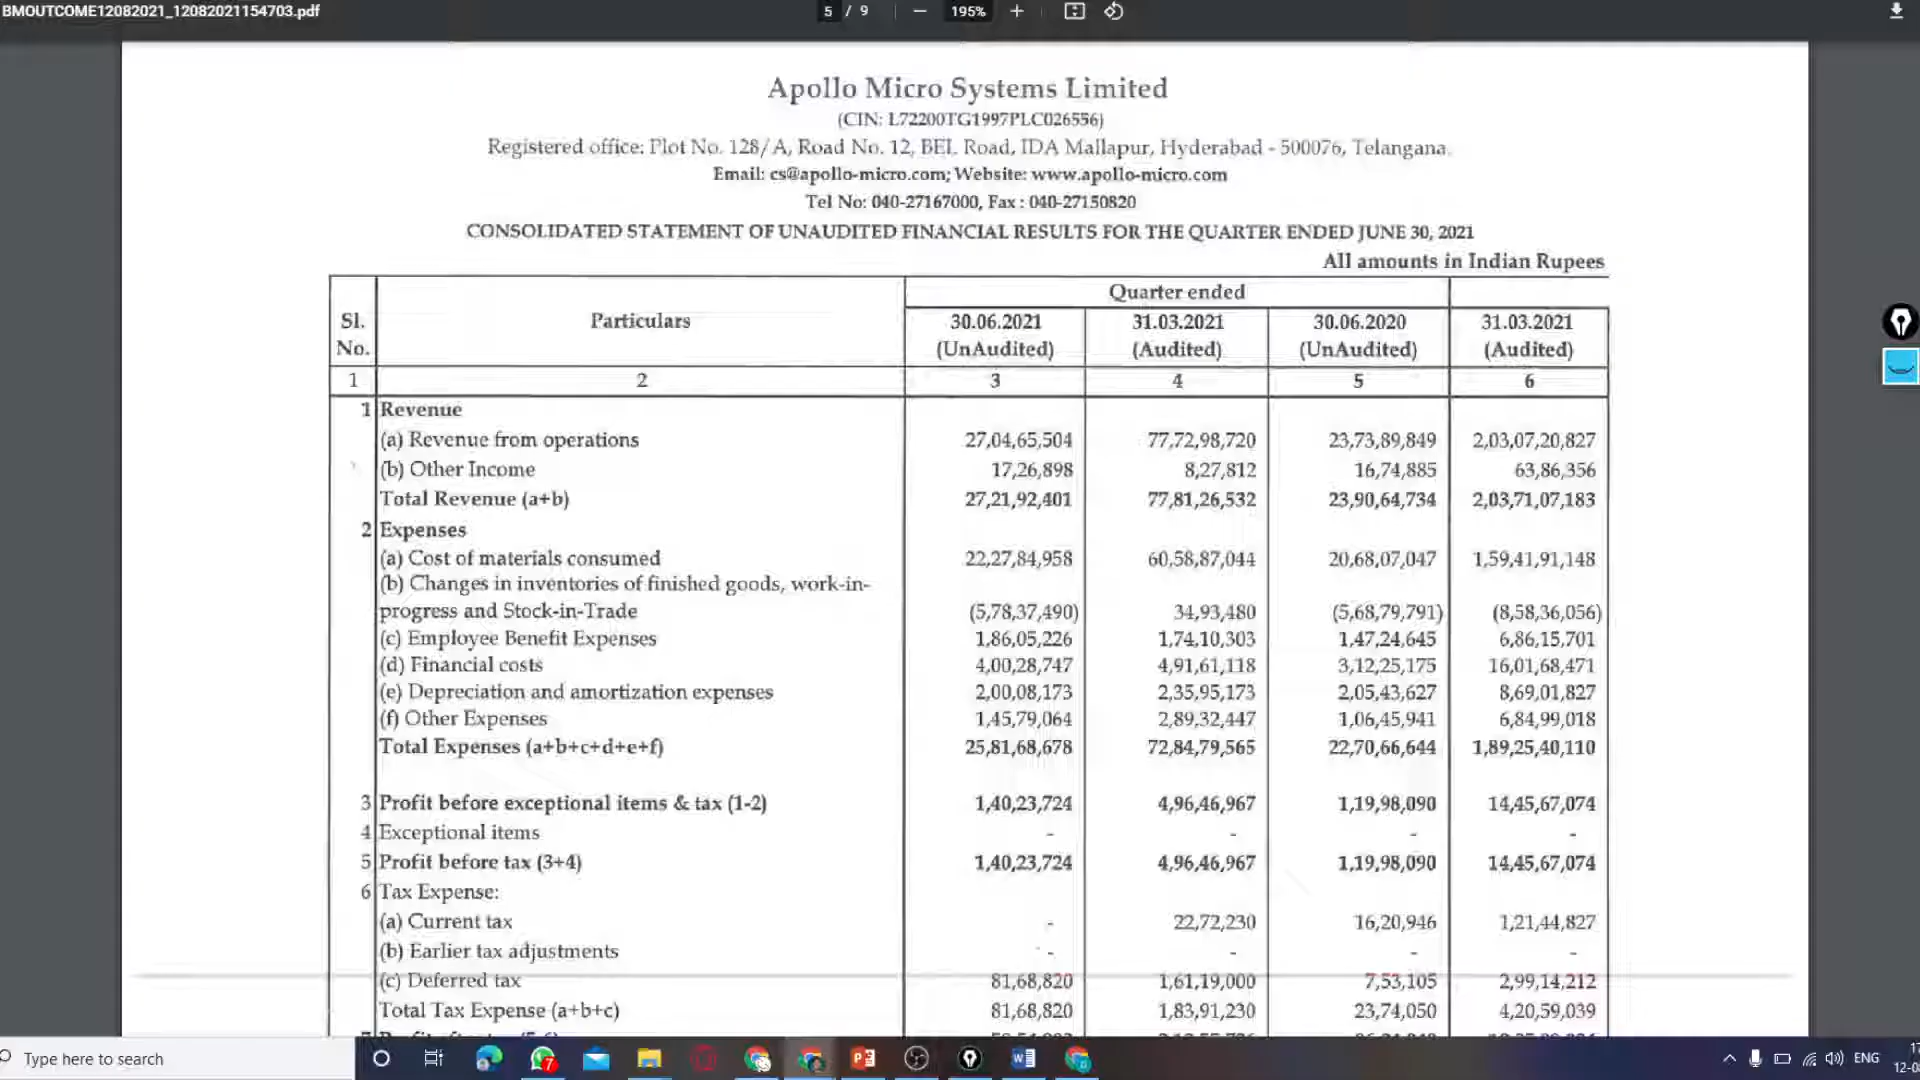 BMOUTCOME12082021_12082021154703.pdf
5 / 9
195%
Apollo Micro Systems Limited
(CIN: L72200TG1997PLC026556)
Registered office: Plot No. 128/A, Road No. 12, BEL Road, IDA Mallapur, Hyderabad - 500076, Telangana.
Email: cs@apollo-micro.com; Website: www.apollo-micro.com
Tel No: 040-27167000, Fax : 040-27150820
CONSOLIDATED STATEMENT OF UNAUDITED FINANCIAL RESULTS FOR THE QUARTER ENDED JUNE 30, 2021
All amounts in Indian Rupees
Quarter ended
Sl. Particulars 30.06.2021 31.03.2021 30.06.2020 31.03.2021
No. (UnAudited) (Audited) (UnAudited) (Audited)
1 2 3 4 5 6
1 Revenue
(a) Revenue from operations 27,04,65,504 77,72,98,720 23,73,89,849 2,03,07,20,827
(b) Other Income 17,26,898 8,27,812 16,74,885 63,86,356
Total Revenue (a+b) 27,21,92,401 77,81,26,532 23,90,64,734 2,03,71,07,183
2 Expenses
(a) Cost of materials consumed 22,27,84,958 60,58,87,044 20,68,07,047 1,59,41,91,148
(b) Changes in inventories of finished goods, work-in-
progress and Stock-in-Trade (5,78,37,490) 34,93,480 (5,68,79,791) (8,58,36,056)
(c) Employee Benefit Expenses 1,86,05,226 1,74,10,303 1,47,24,645 6,86,15,701
(d) Financial costs 4,00,28,747 4,91,61,118 3,12,25,175 16,01,68,471
(e) Depreciation and amortization expenses 2,00,08,173 2,35,95,173 2,05,43,627 8,69,01,827
(f) Other Expenses 1,45,79,064 2,89,32,447 1,06,45,941 6,84,99,018
Total Expenses (a+b+c+d+e+f) 25,81,68,678 72,84,79,565 22,70,66,644 1,89,25,40,110
3 Profit before exceptional items & tax (1-2) 1,40,23,724 4,96,46,967 1,19,98,090 14,45,67,074
4 Exceptional items - - - -
5 Profit before tax (3+4) 1,40,23,724 4,96,46,967 1,19,98,090 14,45,67,074
6 Tax Expense:
(a) Current tax - 22,72,230 16,20,946 1,21,44,827
(b) Earlier tax adjustments - - - -
(c) Deferred tax 81,68,820 1,61,19,000 7,53,105 2,99,14,212
Total Tax Expense (a+b+c) 81,68,820 1,83,91,230 23,74,050 4,20,59,039
Type here to search
7
ENG